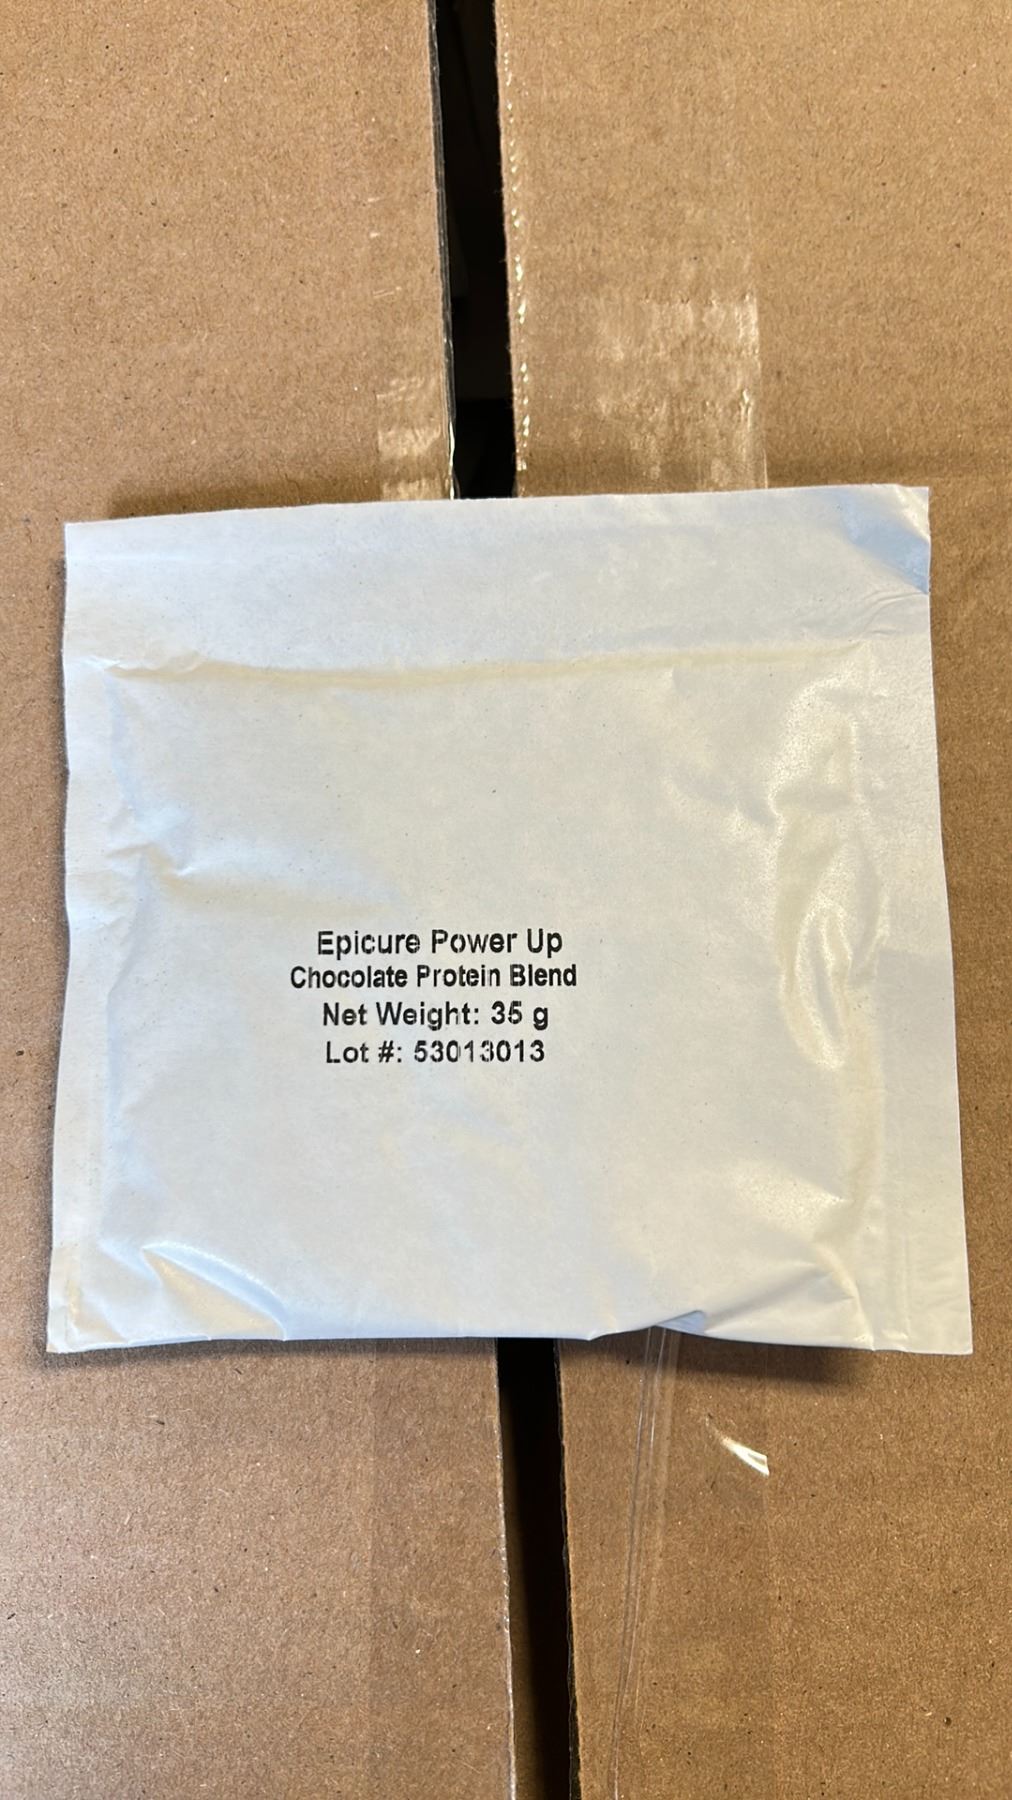 Epicure Power Up
Chocolate Protein Blend
Net Weight: 35 g
Lot #: 53013013